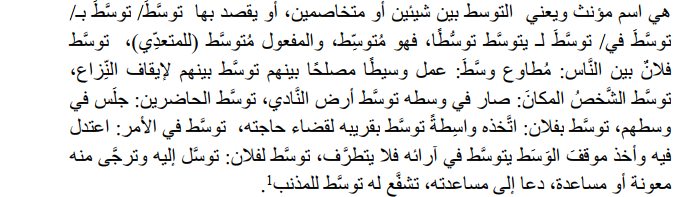 هي اسم مؤنث ويعني  التوسط بين شيئين أو متخاصمين، أو يقصد بها  توسَّطَ/ توسَّطَ بـ/
توسَّطَ في/ توسَّطَ لـ يتوسَّط توسُّطًا، فهو مُتوسِّط، والمفعول مُتوسَّط (للمتعدِّي)،  توسَّط
فلانٌ بين النَّاس: مُطاوع وسَّطَ: عمل وسيطًا مصلحًا بينهم توسَّط بينهم لإيقاف النِّزاع،
توسَّط الشَّخصُ المكانَ: صار في وسطه توسَّط أرض النَّادي، توسَّط الحاضرين: جلَس في
وسطهم، توسَّط بفلان: اتَّخذه واسِطةً توسَّط بقريبه لقضاء حاجته،  توسَّط في الأمر: اعتدل
فيه وأخذ موقفَ الوَسَط يتوسَّط في آرائه فلا يتطرَّف، توسَّط لفلان: توسَّل إليه وترجَّى منه
معونة أو مساعدة، دعا إلى مساعدته، تشفَّع له توسَّط للمذنب1.